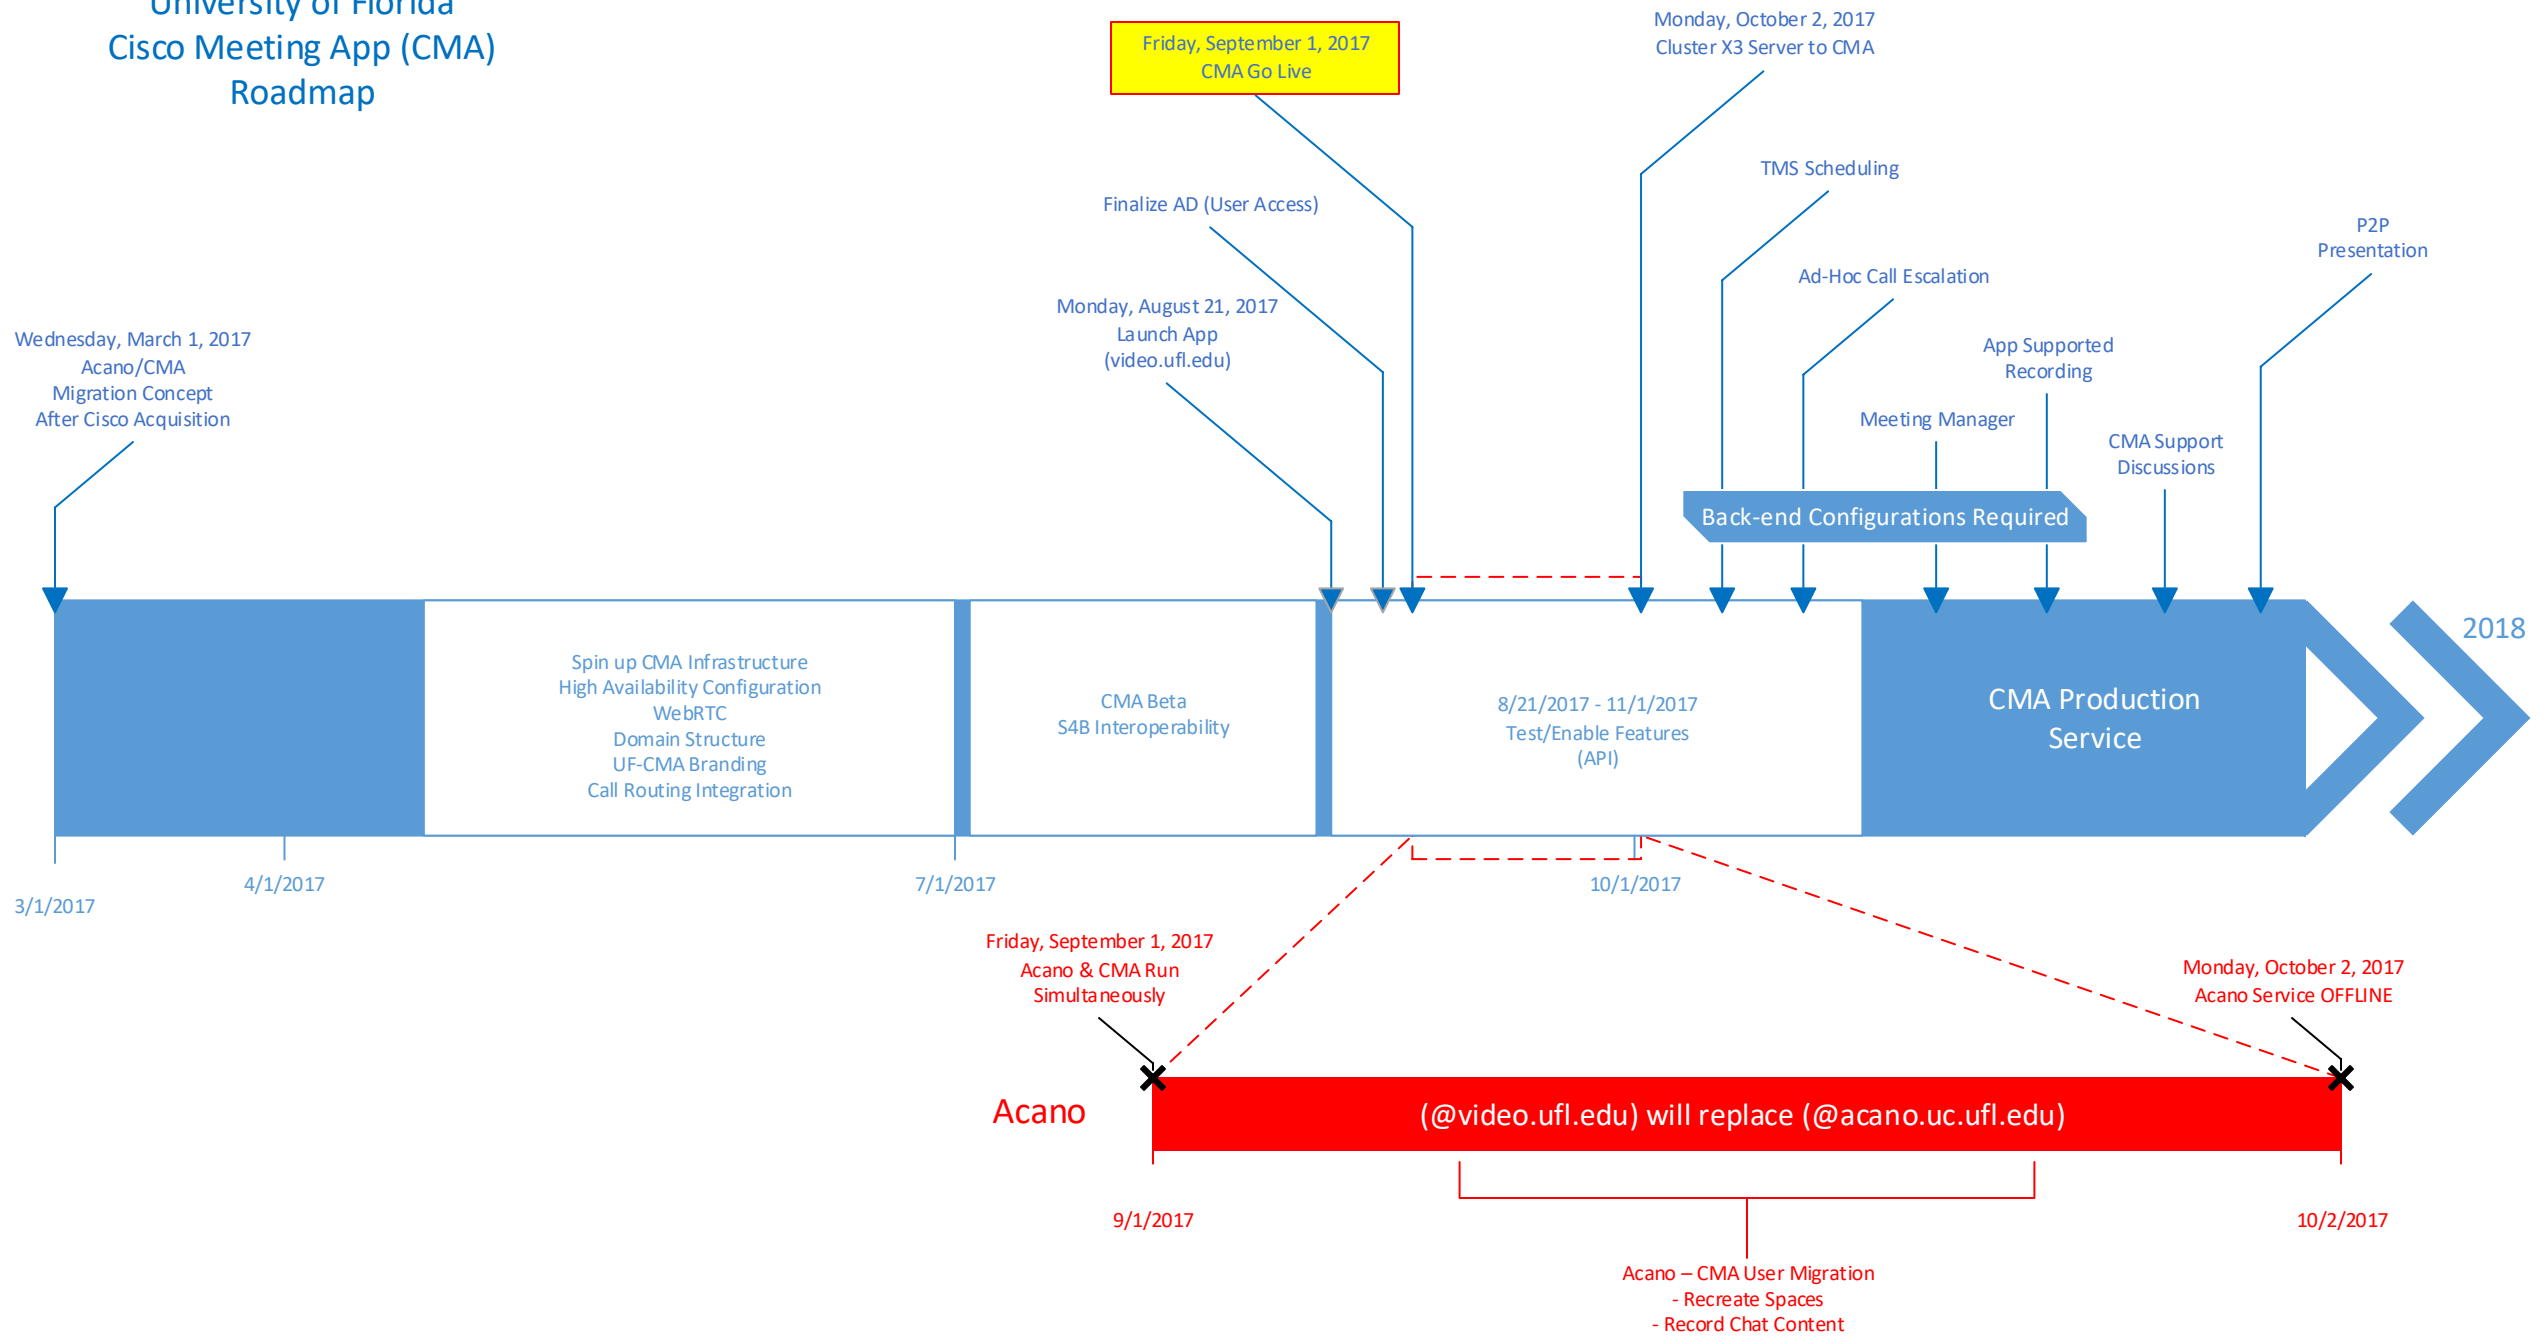 University of Florida
Cisco Meeting App (CMA)
Roadmap
Friday, September 1, 2017
CMA Go Live
Monday, October 2, 2017
Cluster X3 Server to CMA
TMS Scheduling
Finalize AD (User Access)
P2P
Presentation
Ad-Hoc Call Escalation
Monday, August 21, 2017
Launch App
(video.ufl.edu)
Wednesday, March 1, 2017
Acano/CMA
Migration Concept
After Cisco Acquisition
App Supported
Recording
Meeting Manager
CMA Support
Discussions
Back-end Configurations Required
2018
Spin up CMA Infrastructure
High Availability Configuration
WebRTC
Domain Structure
UF-CMA Branding
Call Routing Integration
CMA Beta
S4B Interoperability
8/21/2017 - 11/1/2017
Test/Enable Features
(API)
CMA Production
Service
3/1/2017
4/1/2017
7/1/2017
10/1/2017
Friday, September 1, 2017
Acano & CMA Run
Simultaneously
Monday, October 2, 2017
Acano Service OFFLINE
Acano
(@video.ufl.edu) will replace (@acano.uc.ufl.edu)
9/1/2017
10/2/2017
Acano – CMA User Migration
- Recreate Spaces
- Record Chat Content